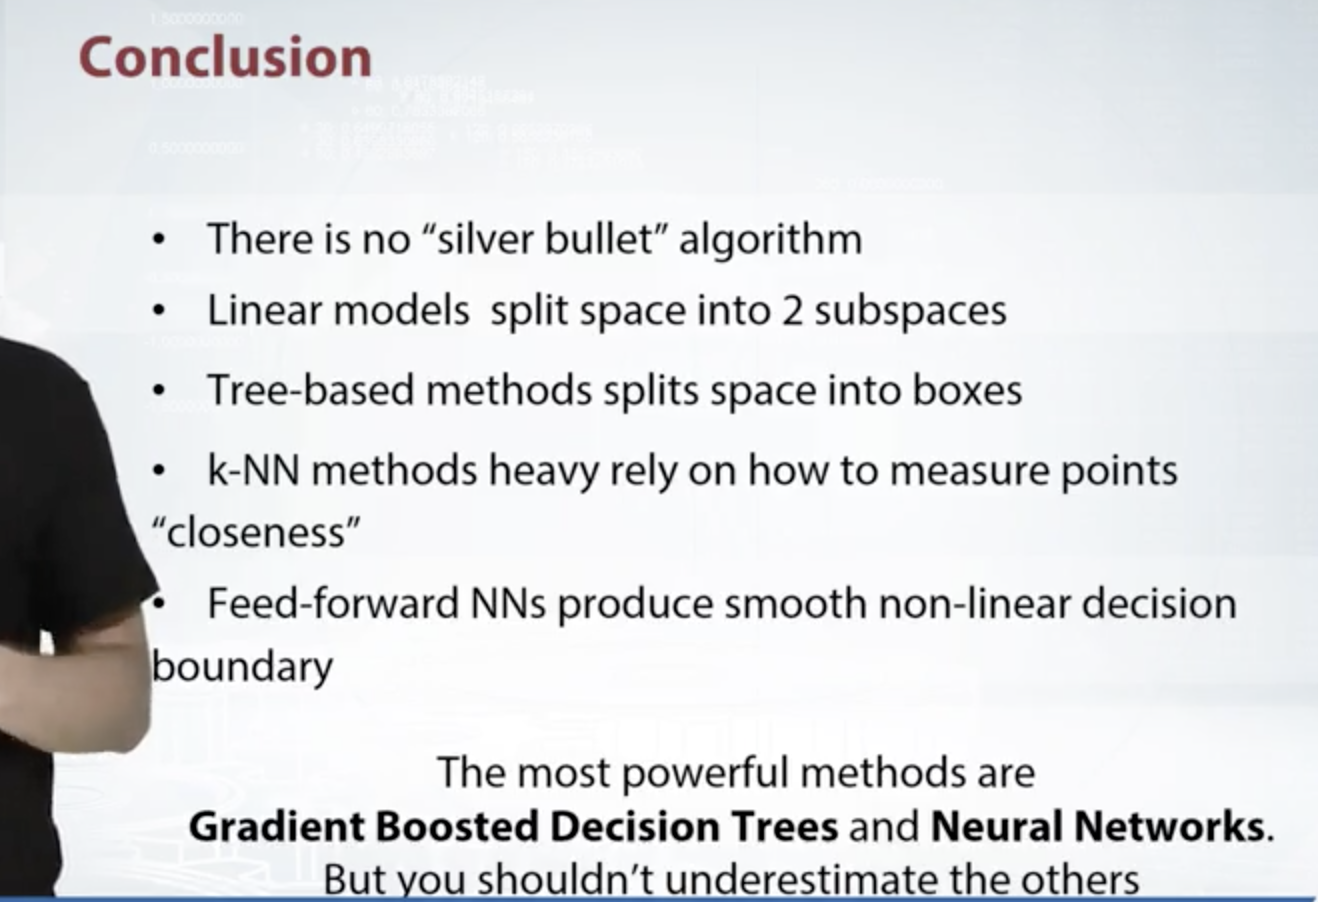 Conclusion
• There is no “silver bullet” algorithm
• Linear models split space into 2 subspaces
• Tree-based methods splits space into boxes
• k-NN methods heavy rely on how to measure points
“closeness”
• Feed-forward NNs produce smooth non-linear decision
boundary
The most powerful methods are
Gradient Boosted Decision Trees and Neural Networks.
But you shouldn’t underestimate the others